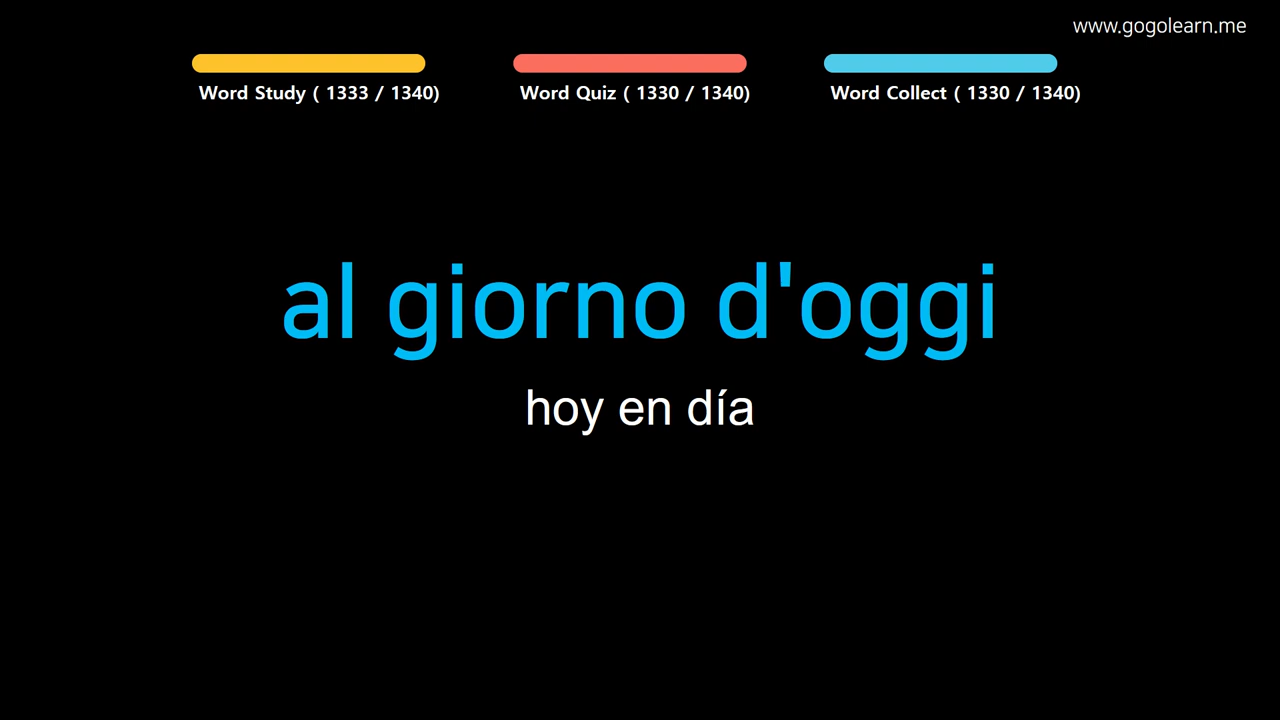 www.gogolearn.me
Word Study ( 1333 / 1340)
Word Quiz ( 1330 / 1340)
Word Collect ( 1330 / 1340)
al giorno d'oggi
hoy en día